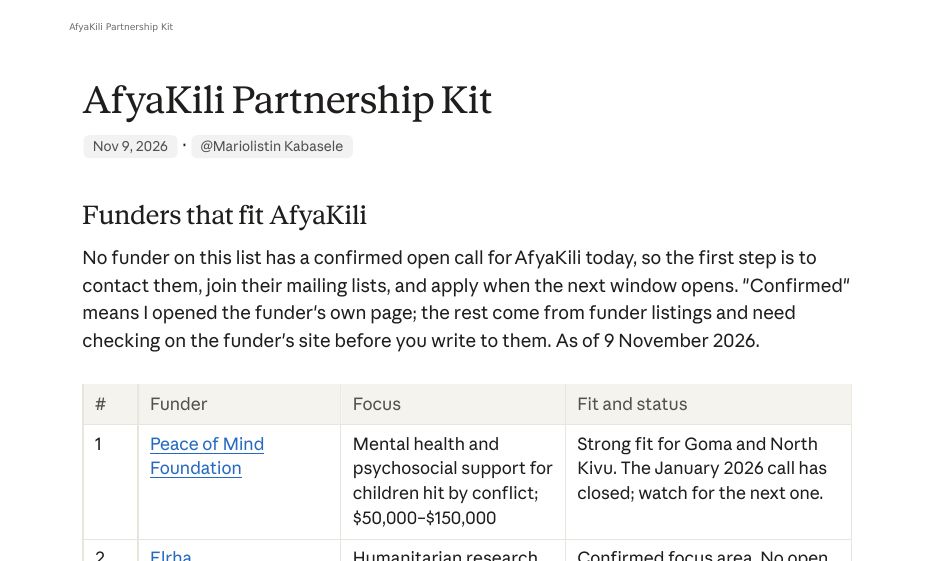 AfyaKili Partnership Kit
AfyaKili Partnership Kit
Nov 9, 2026 · @Mariolistin Kabasele
Funders that fit AfyaKili
No funder on this list has a confirmed open call for AfyaKili today, so the first step is to
contact them, join their mailing lists, and apply when the next window opens. "Confirmed"
means I opened the funder's own page; the rest come from funder listings and need
checking on the funder's site before you write to them. As of 9 November 2026.
# Funder Focus Fit and status
1 Peace of Mind Mental health and Strong fit for Goma and North
Foundation psychosocial support for Kivu. The January 2026 call has
children hit by conflict; closed; watch for the next one.
$50,000–$150,000
2 Elrha Humanitarian research Confirmed focus area. No open